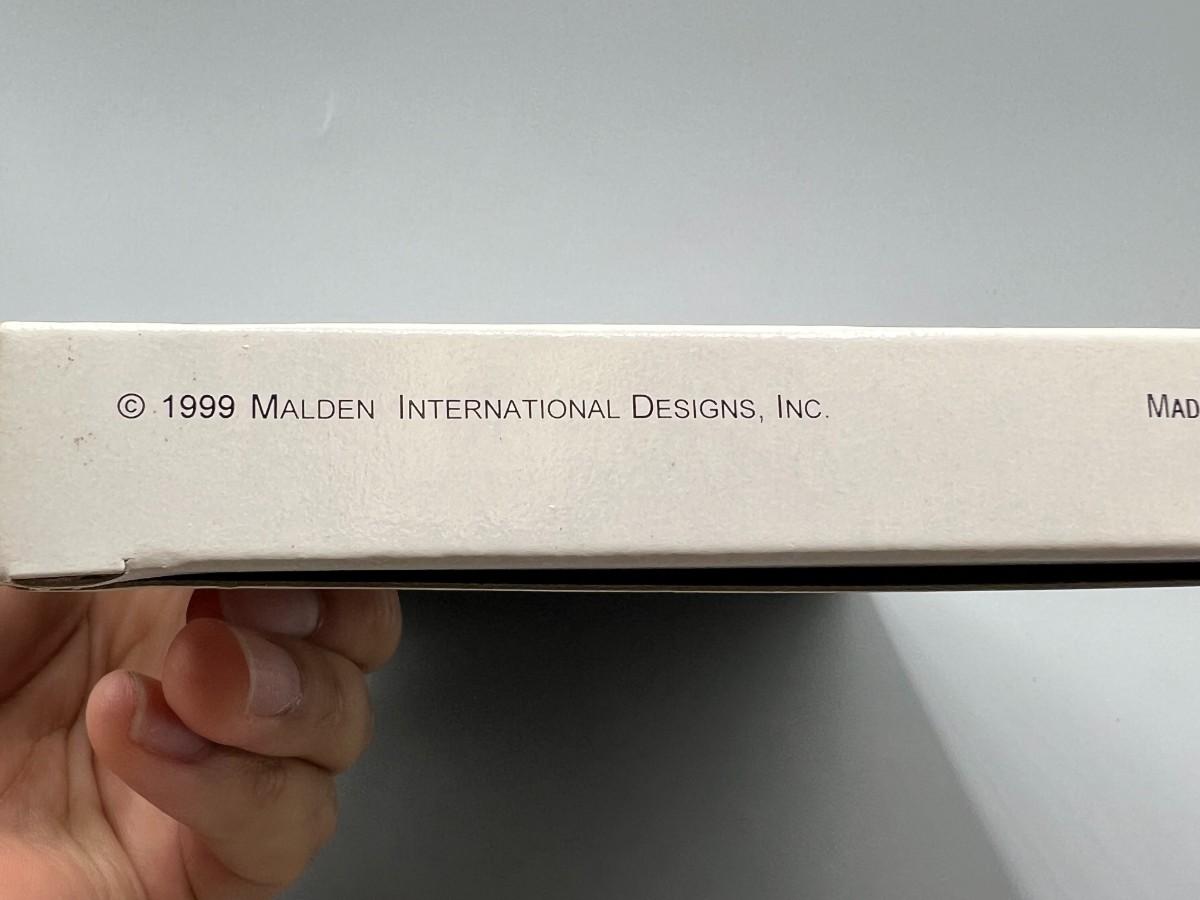 © 1999 MALDEN INTERNATIONAL DESIGNS, INC.